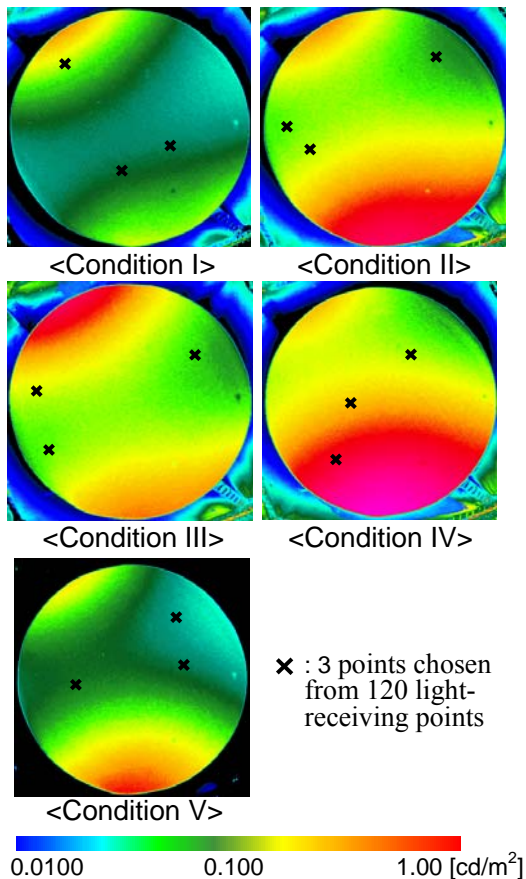 <Condition I>
<Condition II>
<Condition III>
<Condition IV>
: 3 points chosen
from 120 light-
receiving points
<Condition V>
0.0100 0.100 1.00 [cd/m²]